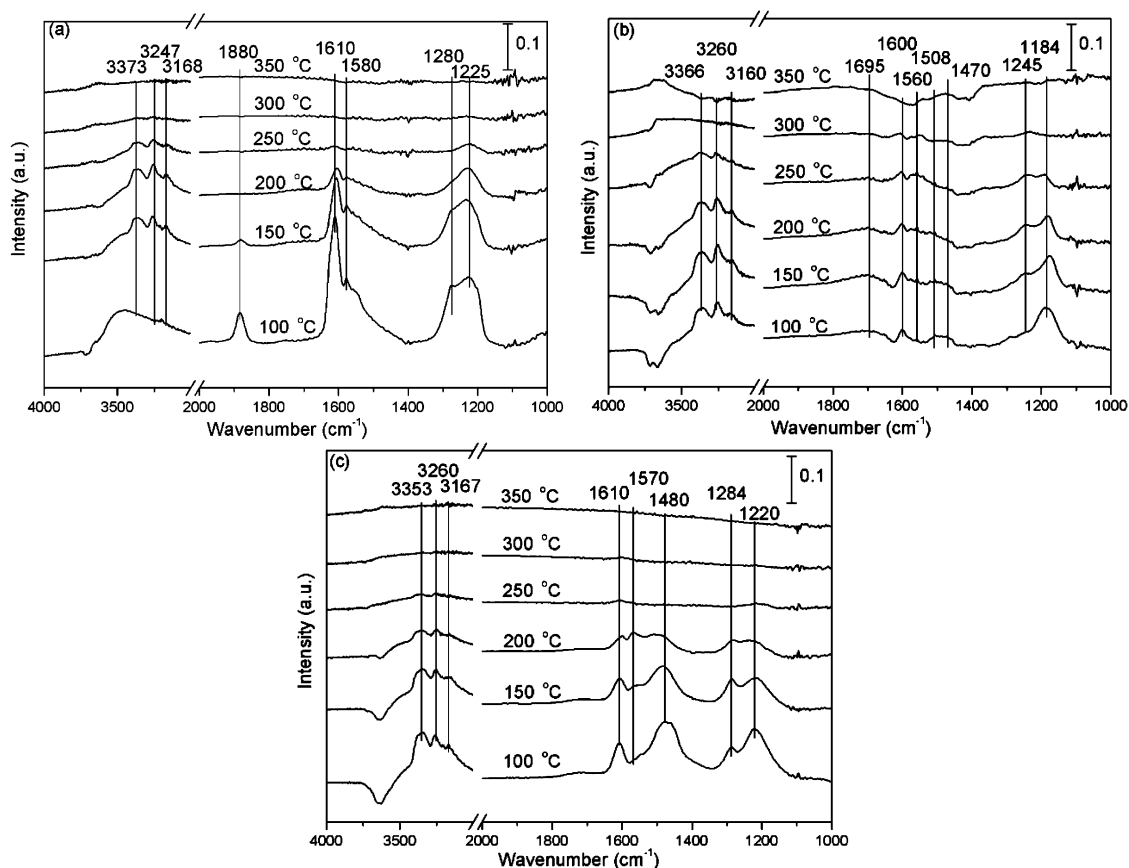 (a)
3247
3373
3168
1880
1610
1580
1280
1225
0.1
350 °C
300 °C
250 °C
200 °C
150 °C
100 °C
Intensity (a.u.)
4000 3500 2000 1800 1600 1400 1200 1000
Wavenumber (cm-1)
(b)
3260
3366
3160
1695
1600
1560
1508
1470
1245
1184
0.1
350 °C
300 °C
250 °C
200 °C
150 °C
100 °C
Intensity (a.u.)
4000 3500 2000 1800 1600 1400 1200 1000
Wavenumber (cm-1)
(c)
3260
3353
3167
1610
1570
1480
1284
1220
0.1
350 °C
300 °C
250 °C
200 °C
150 °C
100 °C
Intensity (a.u.)
4000 3500 2000 1800 1600 1400 1200 1000
Wavenumber (cm-1)